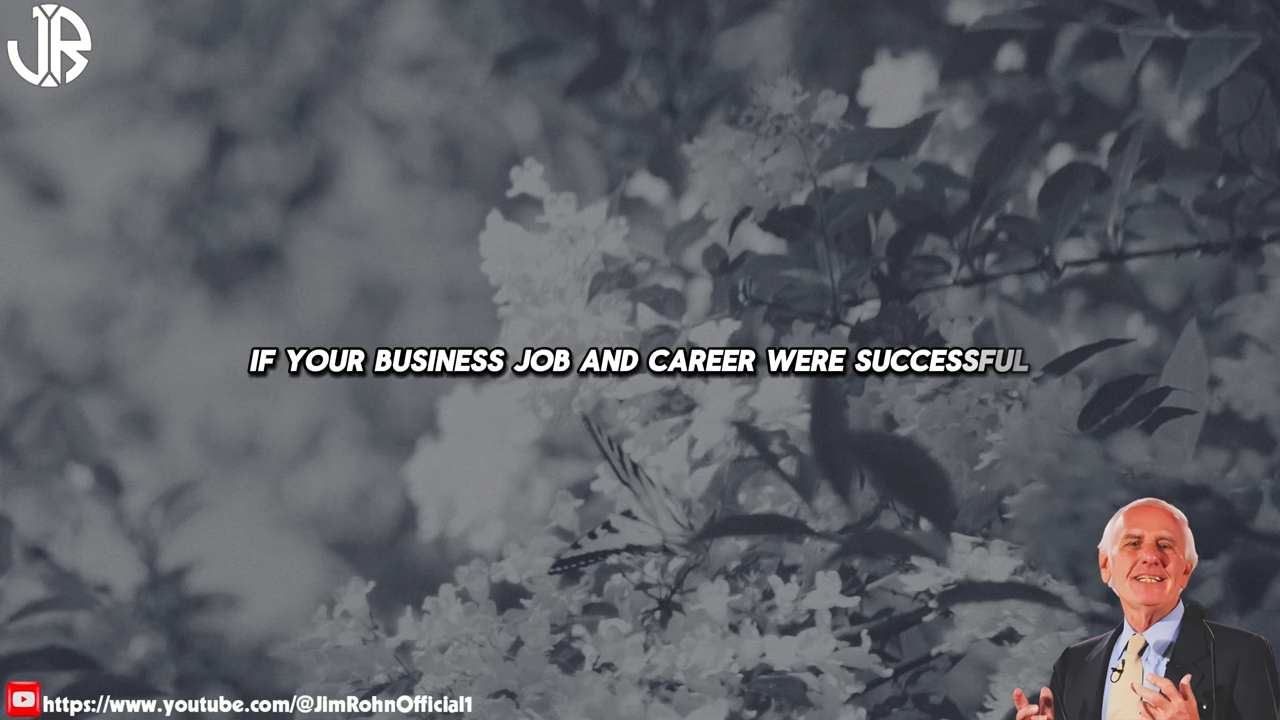 JR
IF YOUR BUSINESS JOB AND CAREER WERE SUCCESSFUL
https://www.youtube.com/@JimRohnOfficial1